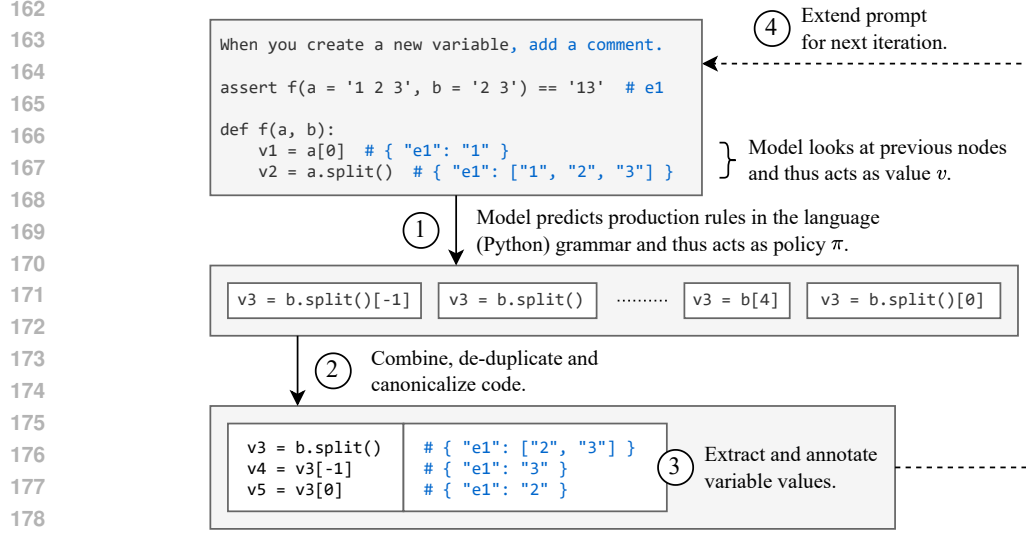 162
163
164
165
166
167
168
169
170
171
172
173
174
175
176
177
178
When you create a new variable, add a comment.
assert f(a = '1 2 3', b = '2 3') == '13'  # e1
def f(a, b):
    v1 = a[0]  # { "e1": "1" }
    v2 = a.split()  # { "e1": ["1", "2", "3"] }
4 Extend prompt
for next iteration.
Model looks at previous nodes
and thus acts as value v.
1 Model predicts production rules in the language
(Python) grammar and thus acts as policy π.
v3 = b.split()[-1] v3 = b.split() .......... v3 = b[4] v3 = b.split()[0]
2 Combine, de-duplicate and
canonicalize code.
v3 = b.split() # { "e1": ["2", "3"] }
v4 = v3[-1] # { "e1": "3" }
v5 = v3[0] # { "e1": "2" }
3 Extract and annotate
variable values.